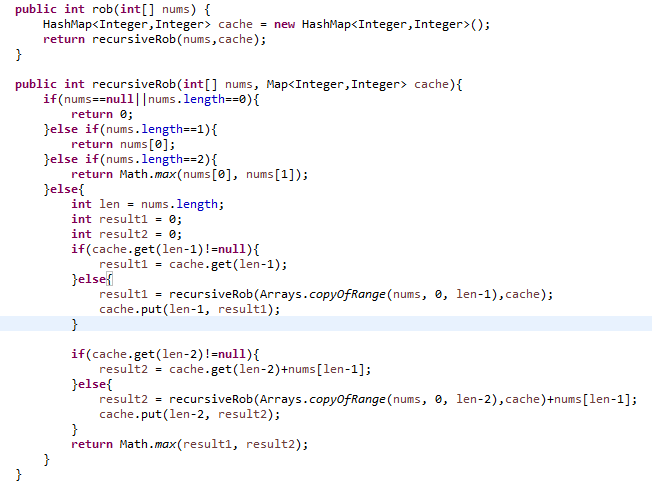 public int rob(int[] nums) {
    HashMap<Integer,Integer> cache = new HashMap<Integer,Integer>();
    return recursiveRob(nums,cache);
}

public int recursiveRob(int[] nums, Map<Integer,Integer> cache){
    if(nums==null||nums.length==0){
        return 0;
    }else if(nums.length==1){
        return nums[0];
    }else if(nums.length==2){
        return Math.max(nums[0], nums[1]);
    }else{
        int len = nums.length;
        int result1 = 0;
        int result2 = 0;
        if(cache.get(len-1)!=null){
            result1 = cache.get(len-1);
        }else{
            result1 = recursiveRob(Arrays.copyOfRange(nums, 0, len-1),cache);
            cache.put(len-1, result1);
        }

        if(cache.get(len-2)!=null){
            result2 = cache.get(len-2)+nums[len-1];
        }else{
            result2 = recursiveRob(Arrays.copyOfRange(nums, 0, len-2),cache)+nums[len-1];
            cache.put(len-2, result2);
        }
        return Math.max(result1, result2);
    }
}